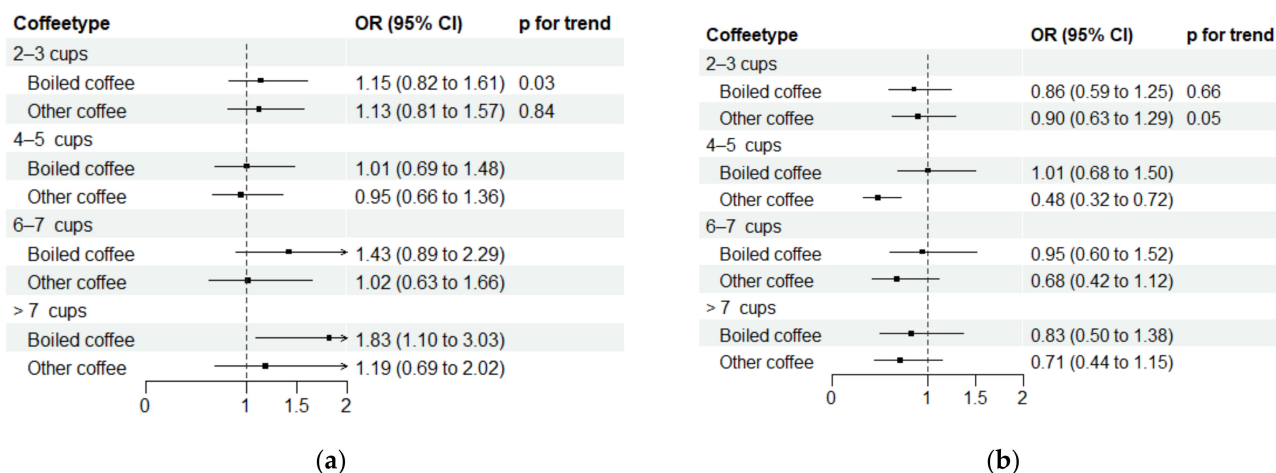 Coffeetype OR (95% CI) p for trend
2–3 cups
Boiled coffee 1.15 (0.82 to 1.61) 0.03
Other coffee 1.13 (0.81 to 1.57) 0.84
4–5 cups
Boiled coffee 1.01 (0.69 to 1.48)
Other coffee 0.95 (0.66 to 1.36)
6–7 cups
Boiled coffee 1.43 (0.89 to 2.29)
Other coffee 1.02 (0.63 to 1.66)
> 7 cups
Boiled coffee 1.83 (1.10 to 3.03)
Other coffee 1.19 (0.69 to 2.02)
0 1 1.5 2
(a)
Coffeetype OR (95% CI) p for trend
2–3 cups
Boiled coffee 0.86 (0.59 to 1.25) 0.66
Other coffee 0.90 (0.63 to 1.29) 0.05
4–5 cups
Boiled coffee 1.01 (0.68 to 1.50)
Other coffee 0.48 (0.32 to 0.72)
6–7 cups
Boiled coffee 0.95 (0.60 to 1.52)
Other coffee 0.68 (0.42 to 1.12)
> 7 cups
Boiled coffee 0.83 (0.50 to 1.38)
Other coffee 0.71 (0.44 to 1.15)
0 1 1.5 2
(b)